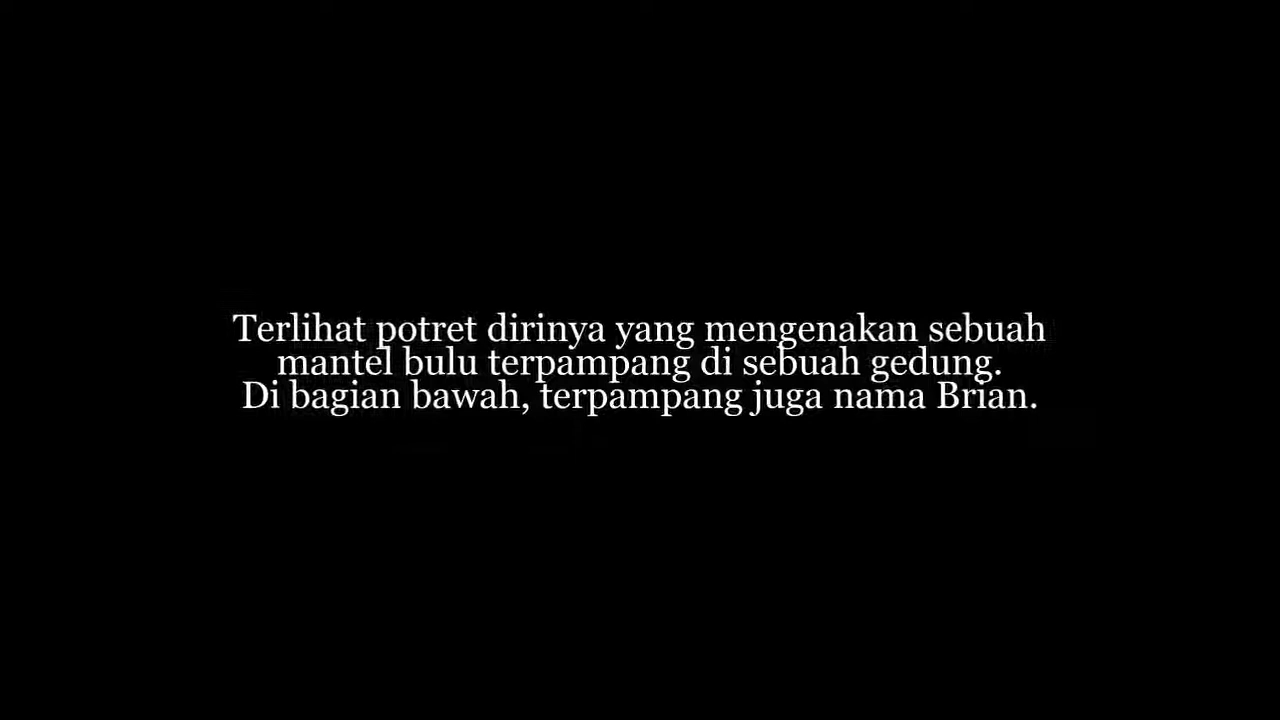 Terlihat potret dirinya yang mengenakan sebuah
mantel bulu terpampang di sebuah gedung.
Di bagian bawah, terpampang juga nama Brian.